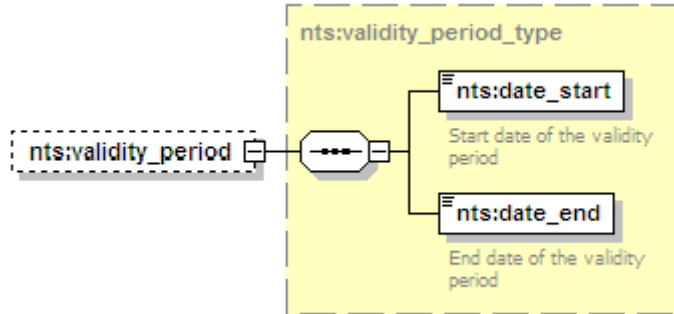 nts:validity_period_type
nts:date_start
Start date of the validity
period
nts:validity_period
nts:date_end
End date of the validity
period